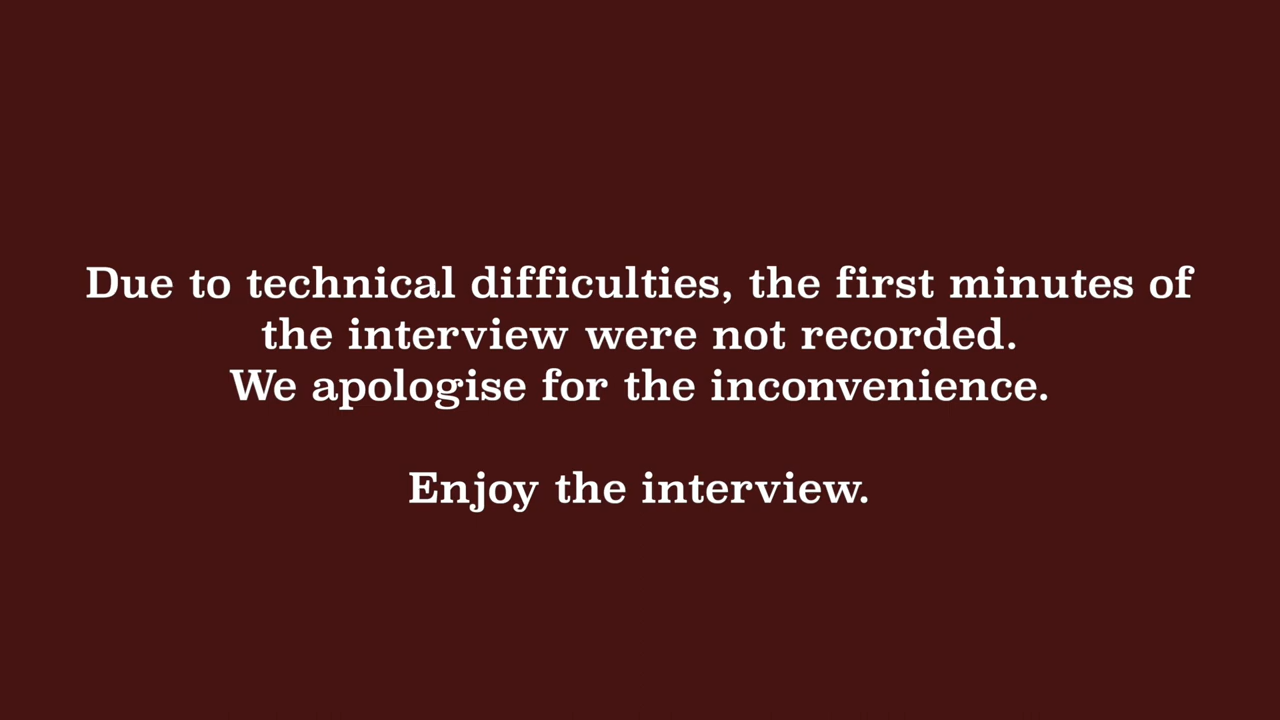 Due to technical difficulties, the first minutes of
the interview were not recorded.
We apologise for the inconvenience.
Enjoy the interview.